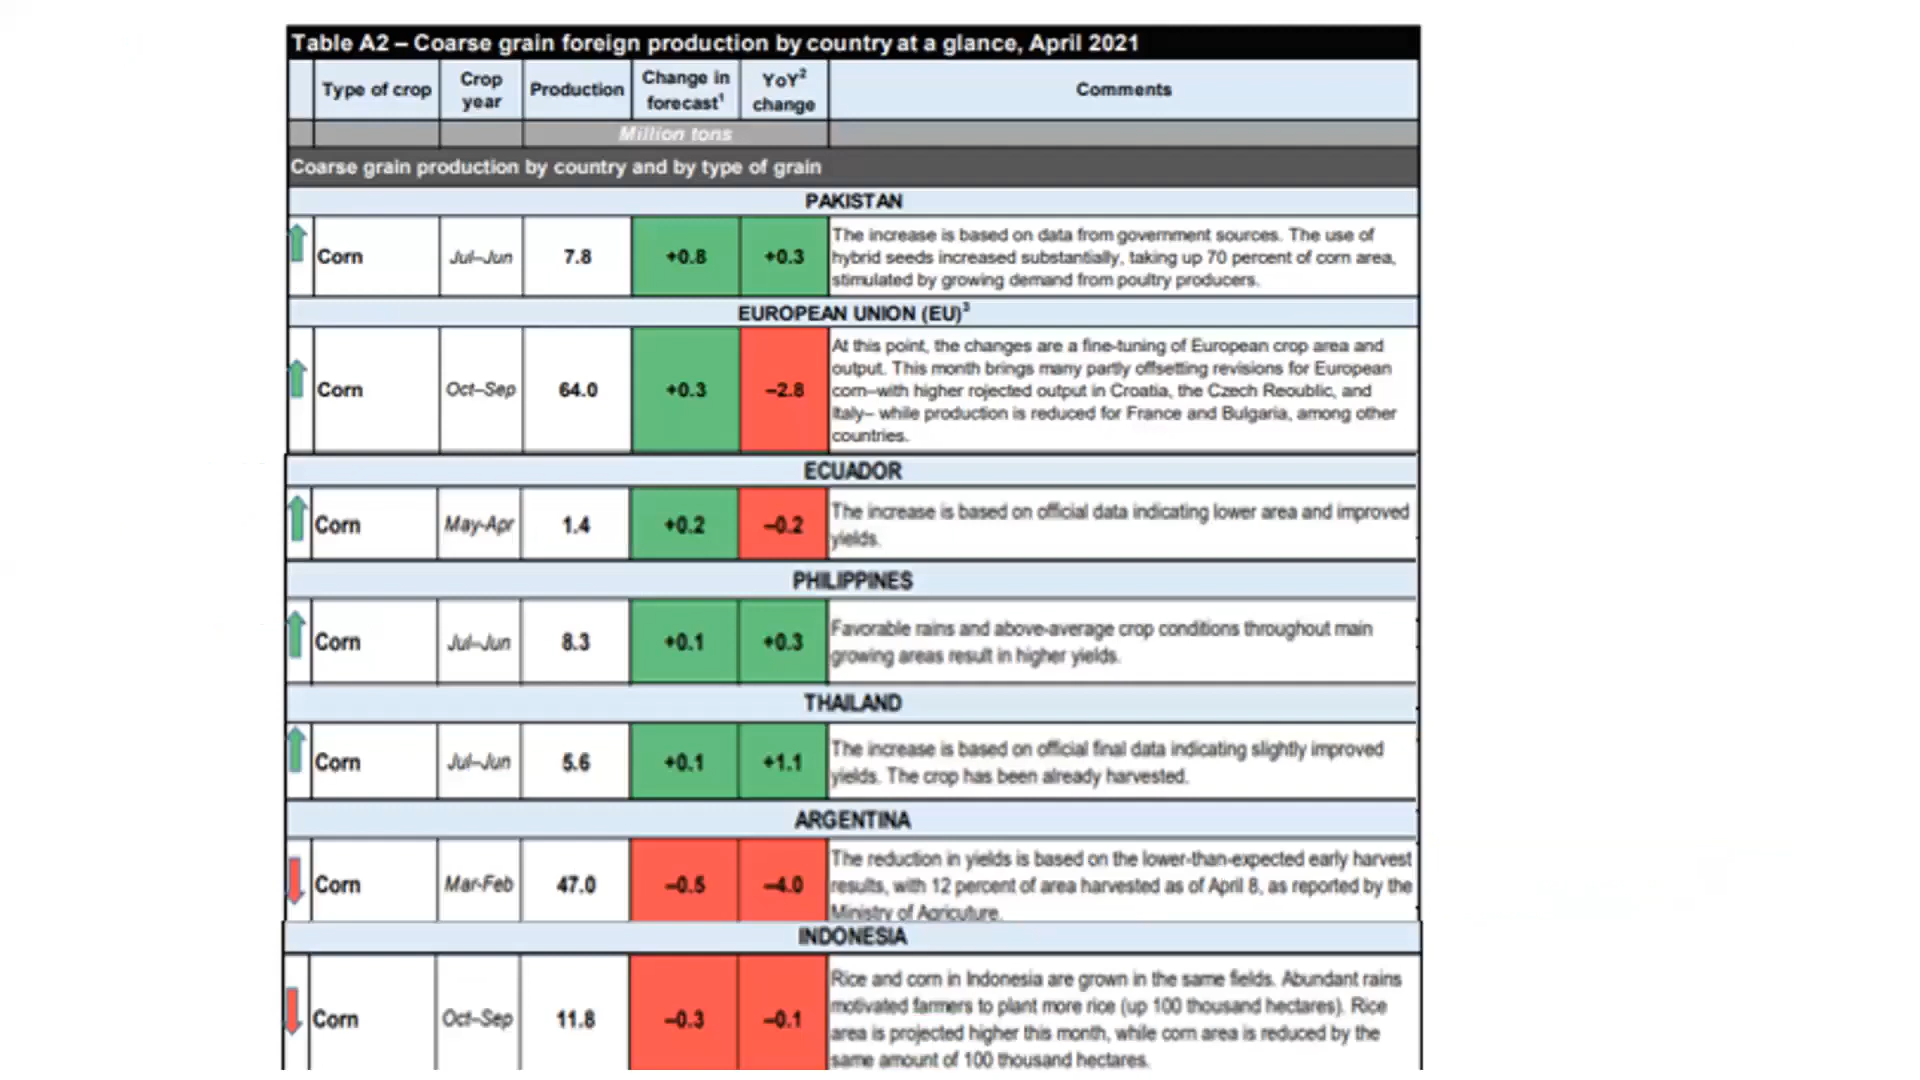 Table A2 – Coarse grain foreign production by country at a glance, April 2021
Type of crop
Crop
year
Production
Change in
forecast¹
YoY²
change
Comments
Million tons
Coarse grain production by country and by type of grain
PAKISTAN
Corn
Jul–Jun
7.8
+0.8
+0.3
The increase is based on data from government sources. The use of
hybrid seeds increased substantially, taking up 70 percent of corn area,
stimulated by growing demand from poultry producers.
EUROPEAN UNION (EU)³
Corn
Oct–Sep
64.0
+0.3
–2.8
At this point, the changes are a fine-tuning of European crop area and
output. This month brings many partly offsetting revisions for European
corn–with higher rojected output in Croatia, the Czech Reoublic, and
Italy– while production is reduced for France and Bulgaria, among other
countries.
ECUADOR
Corn
May-Apr
1.4
+0.2
–0.2
The increase is based on official data indicating lower area and improved
yields.
PHILIPPINES
Corn
Jul–Jun
8.3
+0.1
+0.3
Favorable rains and above-average crop conditions throughout main
growing areas result in higher yields.
THAILAND
Corn
Jul–Jun
5.6
+0.1
+1.1
The increase is based on official final data indicating slightly improved
yields. The crop has been already harvested.
ARGENTINA
Corn
Mar-Feb
47.0
–0.5
–4.0
The reduction in yields is based on the lower-than-expected early harvest
results, with 12 percent of area harvested as of April 8, as reported by the
Ministry of Agricuture.
INDONESIA
Corn
Oct–Sep
11.8
–0.3
–0.1
Rice and corn in Indonesia are grown in the same fields. Abundant rains
motivated farmers to plant more rice (up 100 thousand hectares). Rice
area is projected higher this month, while corn area is reduced by the
same amount of 100 thousand hectares.